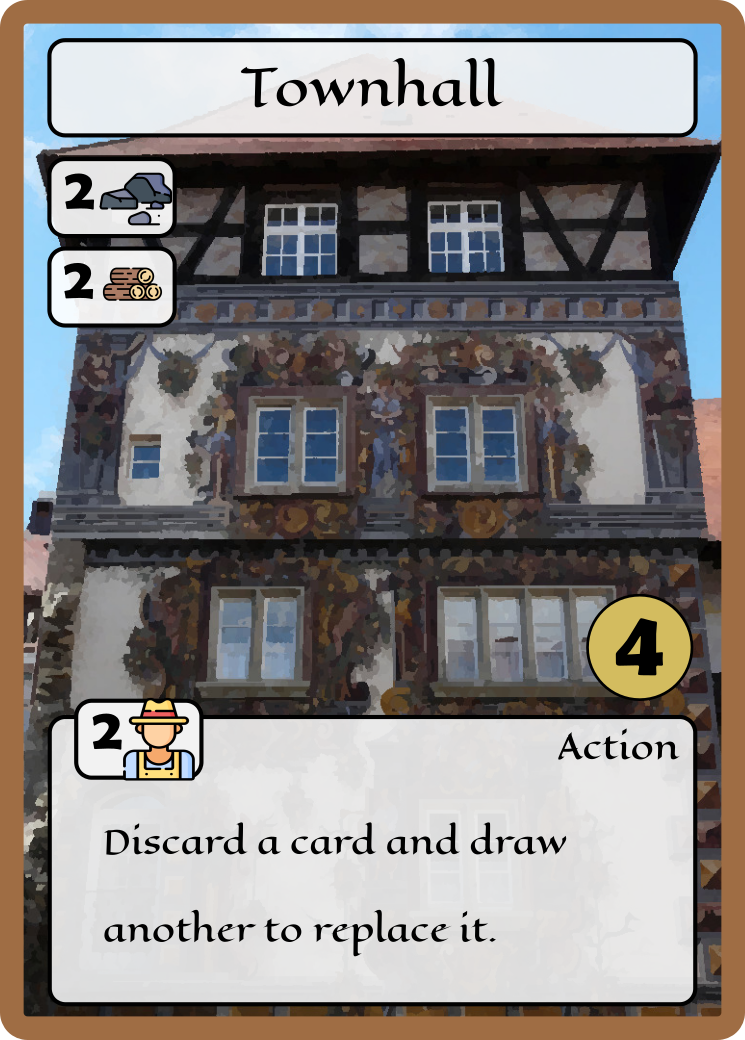 Townhall
2
2
4
2
Action
Discard a card and draw
another to replace it.